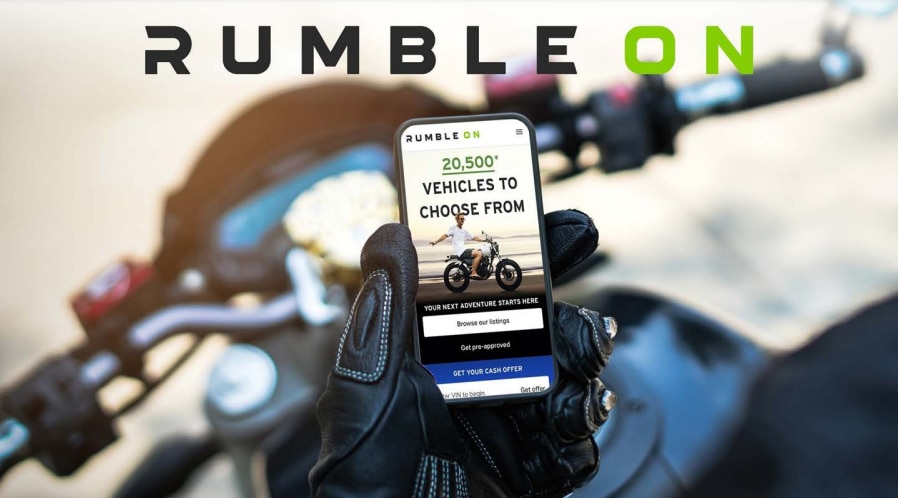 RUMBLE ON
RUMBLE ON
20,500*
VEHICLES TO
CHOOSE FROM
YOUR NEXT ADVENTURE STARTS HERE
Browse our listings
Get pre-approved
GET YOUR CASH OFFER
VIN to begin
Get offer